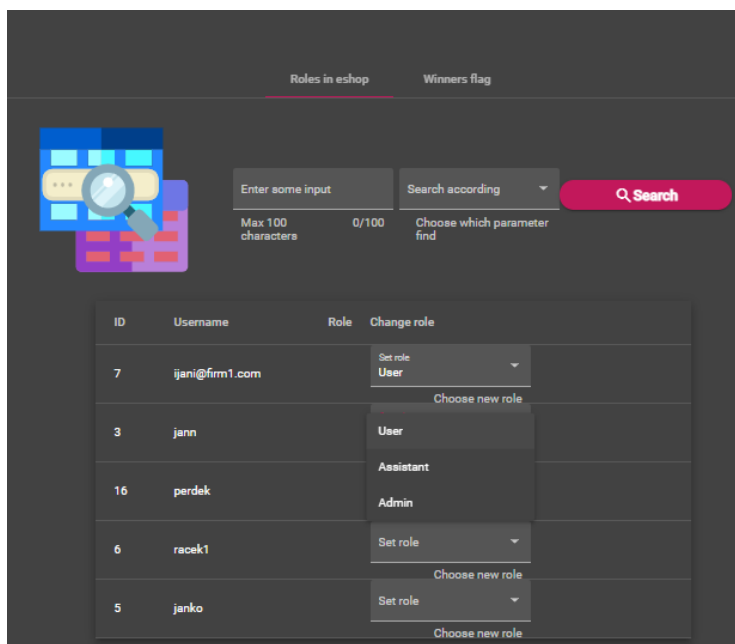 Roles in eshop Winners flag
Enter some input Search according Search
Max 100 characters 0/100 Choose which parameter find
ID Username Role Change role
Set role
7 ijani@firm1.com User
Choose new role
3 jann User
Assistant
16 perdek
Admin
6 racek1 Set role
Choose new role
5 janko Set role
Choose new role